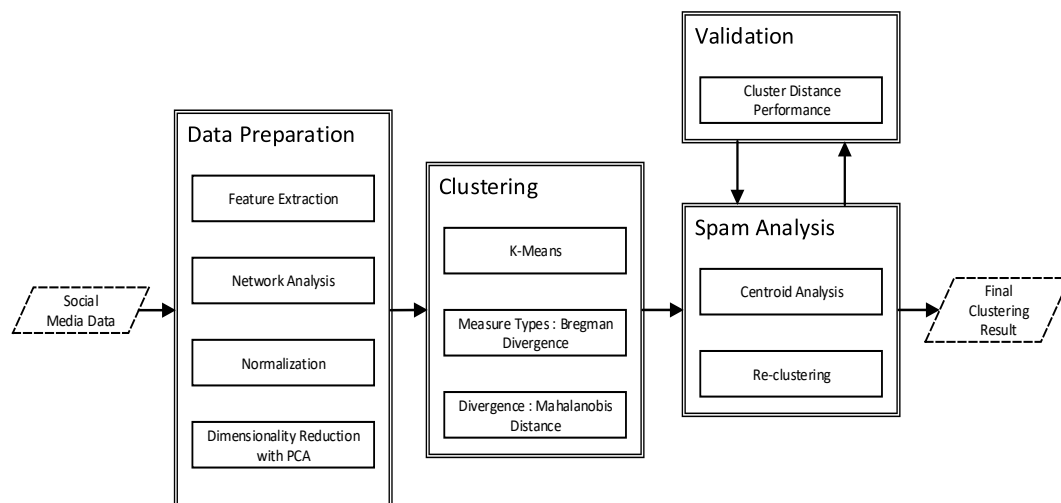 Social
Media Data
Data Preparation
Feature Extraction
Network Analysis
Normalization
Dimensionality Reduction
with PCA
Clustering
K-Means
Measure Types : Bregman
Divergence
Divergence : Mahalanobis
Distance
Validation
Cluster Distance
Performance
Spam Analysis
Centroid Analysis
Re-clustering
Final
Clustering
Result